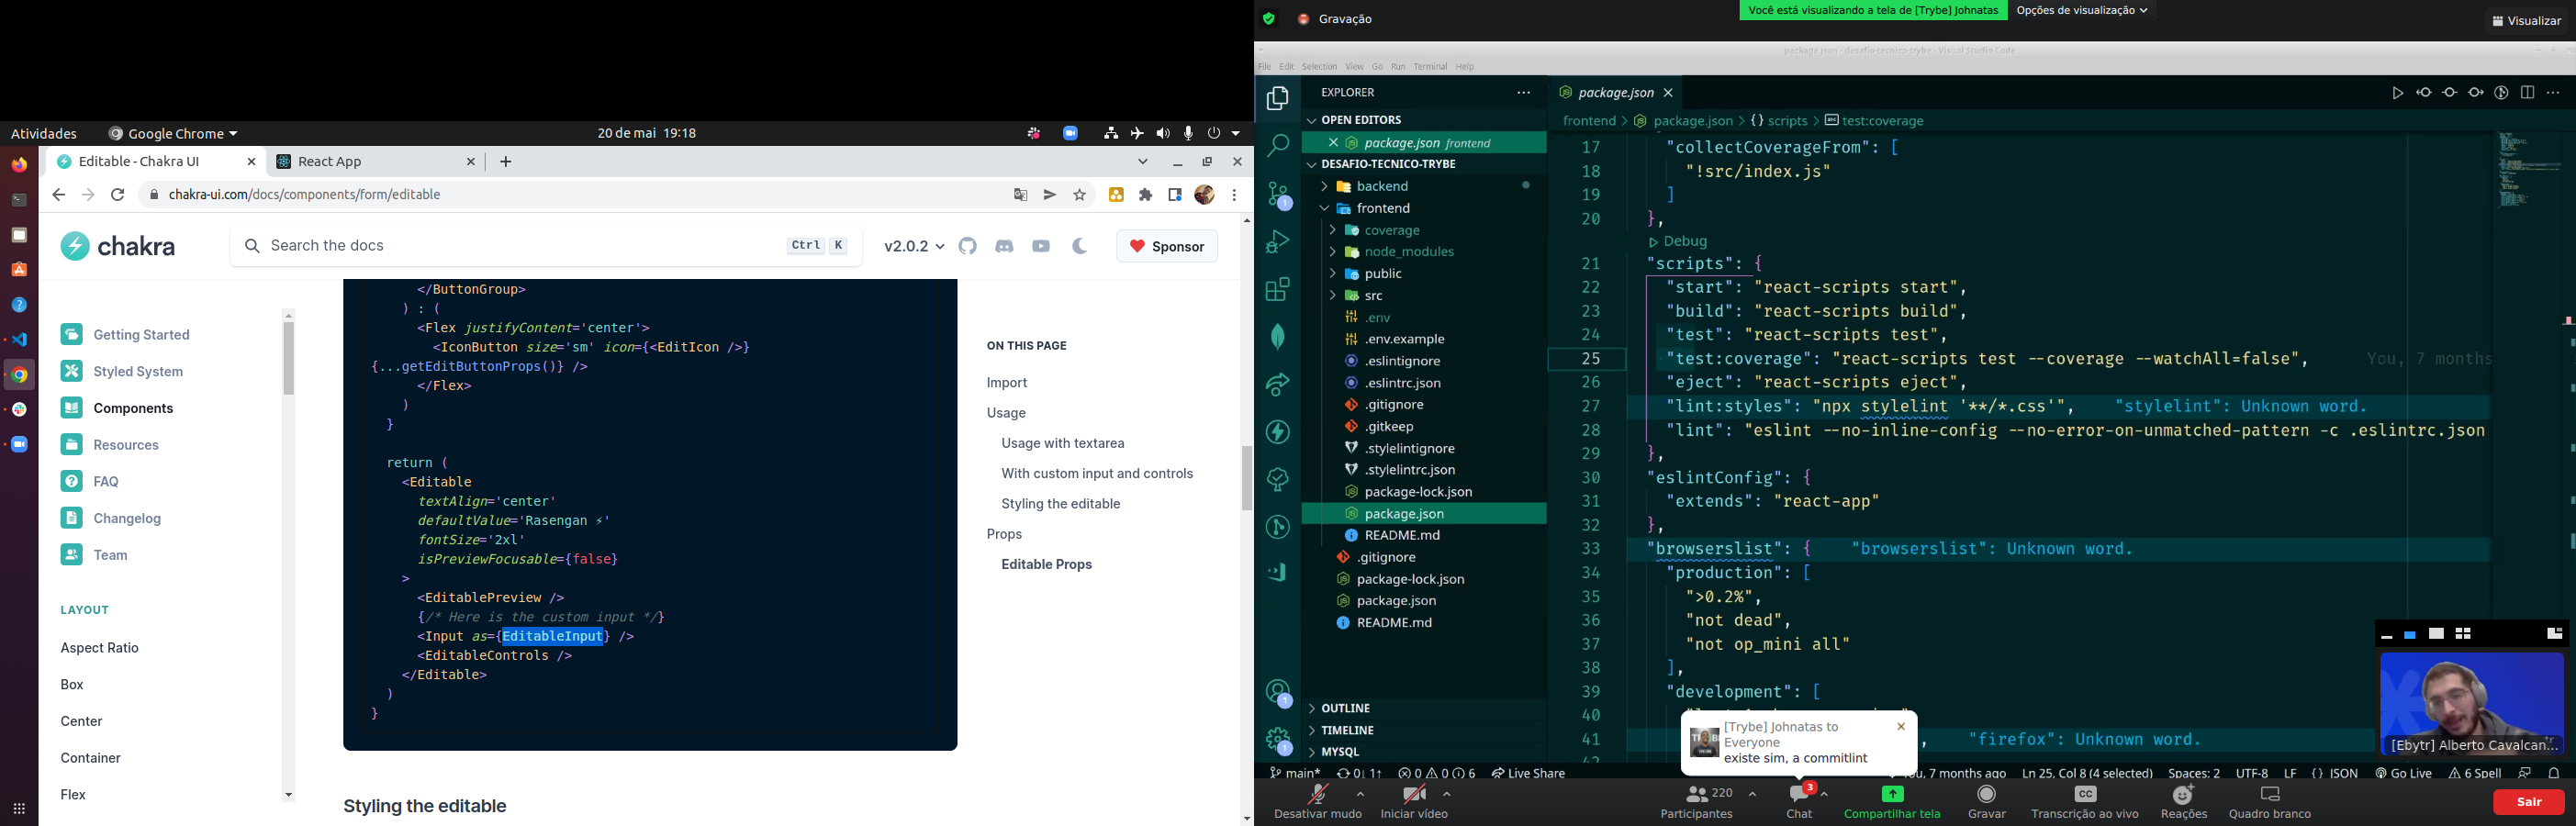 Atividades
Google Chrome
20 de mai 19:18
Editable - Chakra UI
React App
chakra-ui.com/docs/components/form/editable
chakra
Search the docs
Ctrl K
v2.0.2
Sponsor
Getting Started
Styled System
Components
Resources
FAQ
Changelog
Team
LAYOUT
Aspect Ratio
Box
Center
Container
Flex
</ButtonGroup>
) : (
<Flex justifyContent='center'>
<IconButton size='sm' icon={<EditIcon />}
{...getEditButtonProps()} />
</Flex>
)
}
return (
<Editable
textAlign='center'
defaultValue='Rasengan ⚡'
fontSize='2xl'
isPreviewFocusable={false}
>
<EditablePreview />
{/* Here is the custom input */}
<Input as={EditableInput} />
<EditableControls />
</Editable>
)
}
Styling the editable
ON THIS PAGE
Import
Usage
Usage with textarea
With custom input and controls
Styling the editable
Props
Editable Props
Gravação
Você está visualizando a tela de [Trybe] Johnatas
Opções de visualização
Visualizar
package.json - desafio-tecnico-trybe - Visual Studio Code
File Edit Selection View Go Run Terminal Help
EXPLORER
OPEN EDITORS
package.json frontend
DESAFIO-TECNICO-TRYBE
backend
frontend
coverage
node_modules
public
src
.env
.env.example
.eslintignore
.eslintrc.json
.gitignore
.gitkeep
.stylelintignore
.stylelintrc.json
package-lock.json
package.json
README.md
.gitignore
package-lock.json
package.json
README.md
OUTLINE
TIMELINE
MYSQL
package.json
frontend > package.json > {} scripts > test:coverage
17 "collectCoverageFrom": [
18 "!src/index.js"
19 ]
20 },
Debug
21 "scripts": {
22 "start": "react-scripts start",
23 "build": "react-scripts build",
24 "test": "react-scripts test",
25 "test:coverage": "react-scripts test --coverage --watchAll=false", You, 7 months
26 "eject": "react-scripts eject",
27 "lint:styles": "npx stylelint '**/*.css'", "stylelint": Unknown word.
28 "lint": "eslint --no-inline-config --no-error-on-unmatched-pattern -c .eslintrc.json
29 },
30 "eslintConfig": {
31 "extends": "react-app"
32 },
33 "browserslist": { "browserslist": Unknown word.
34 "production": [
35 ">0.2%",
36 "not dead",
37 "not op_mini all"
38 ],
39 "development": [
40
41 , "firefox": Unknown word.
[Trybe] Johnatas to
Everyone
existe sim, a commitlint
[Ebytr] Alberto Cavalcan...
main* 0↓ 1↑ 0 0 6 Live Share
You, 7 months ago Ln 25, Col 8 (4 selected) Spaces: 2 UTF-8 LF {} JSON Go Live 6 Spell
Desativar mudo
Iniciar vídeo
220
Participantes
3
Chat
Compartilhar tela
Gravar
CC
Transcrição ao vivo
Reações
Quadro branco
Sair